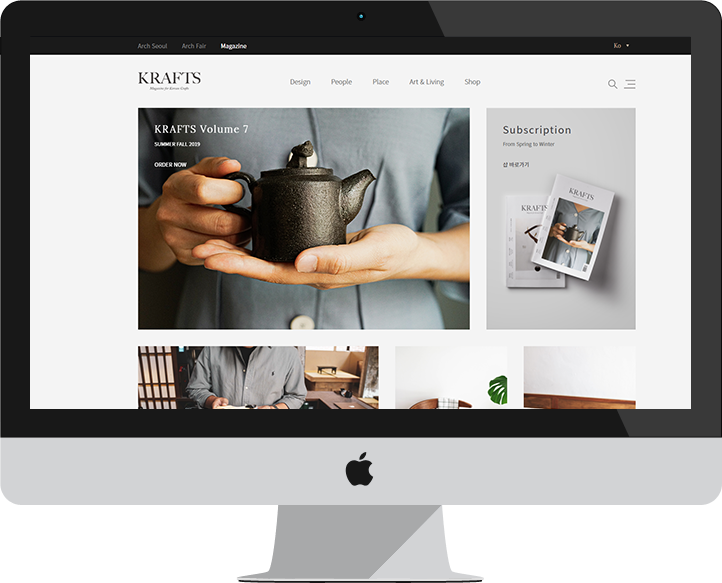 Arch Seoul Arch Fair Magazine Ko
KRAFTS
Magazine for Korean Crafts
Design People Place Art & Living Shop
KRAFTS Volume 7
SUMMER FALL 2019
ORDER NOW
Subscription
From Spring to Winter
샵 바로가기
KRAFTS
KRAFTS